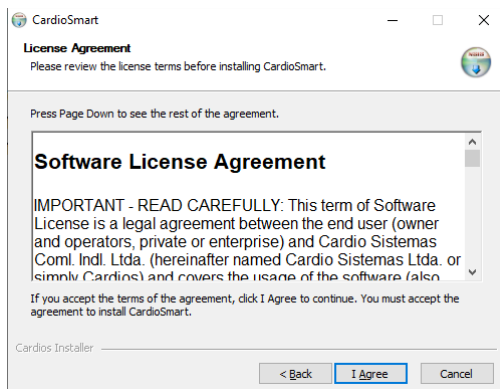 CardioSmart
License Agreement
Please review the license terms before installing CardioSmart.
Press Page Down to see the rest of the agreement.
Software License Agreement
IMPORTANT - READ CAREFULLY: This term of Software
License is a legal agreement between the end user (owner
and operators, private or enterprise) and Cardio Sistemas
Coml. Indl. Ltda. (hereinafter named Cardio Sistemas Ltda. or
simply Cardios) and covers the usage of the software (also
If you accept the terms of the agreement, click I Agree to continue. You must accept the
agreement to install CardioSmart.
Cardios Installer
< Back
I Agree
Cancel